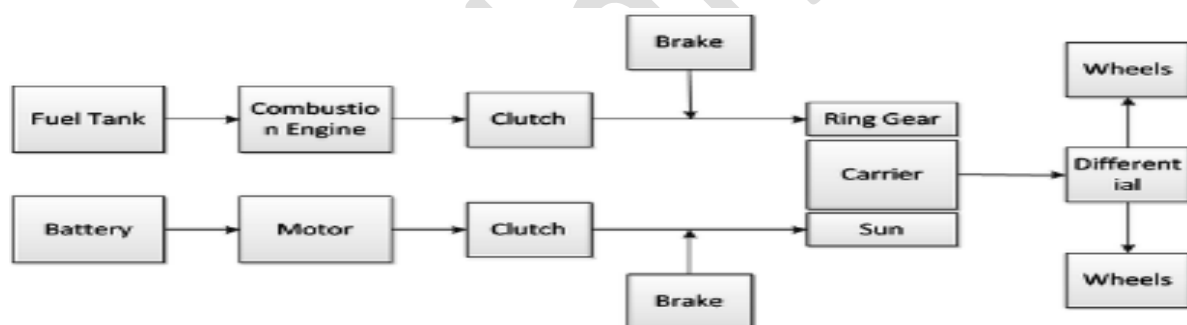 Brake
Wheels
Fuel Tank
Combustio
n Engine
Clutch
Ring Gear
Carrier
Different
ial
Battery
Motor
Clutch
Sun
Brake
Wheels